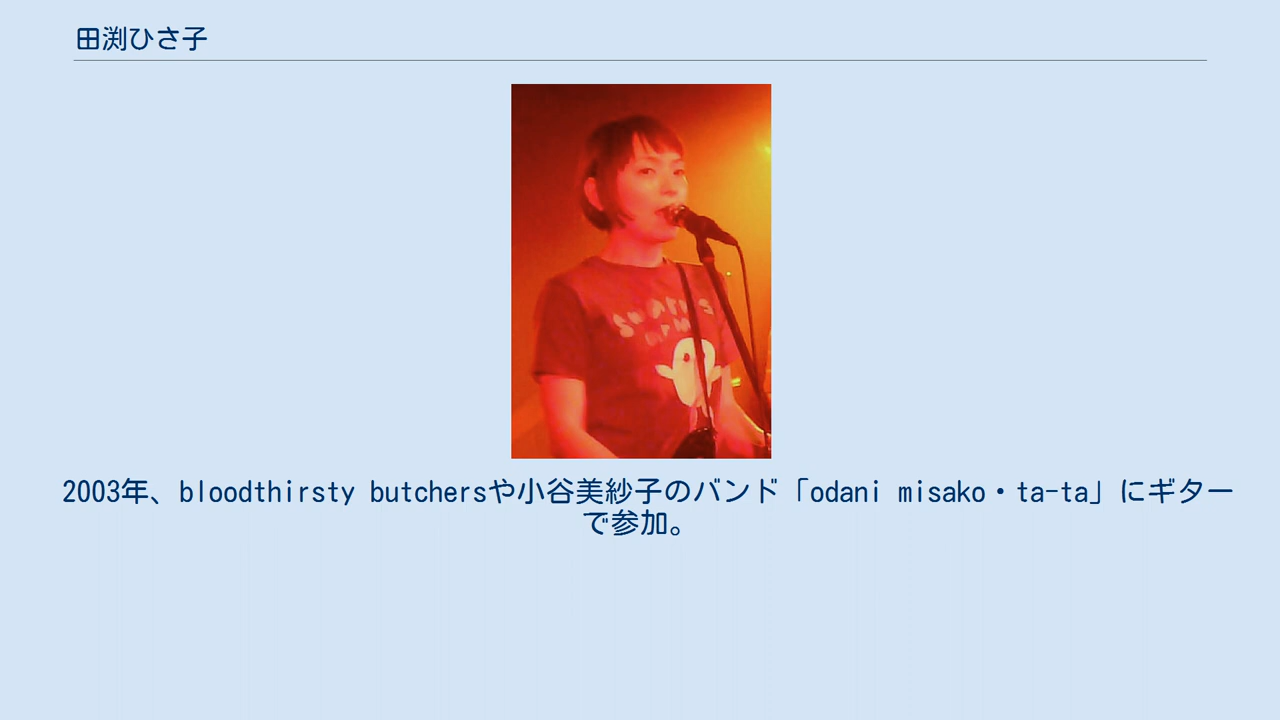 田渕ひさ子
2003年、bloodthirsty butchersや小谷美紗子のバンド「odani misako・ta-ta」にギター
で参加。